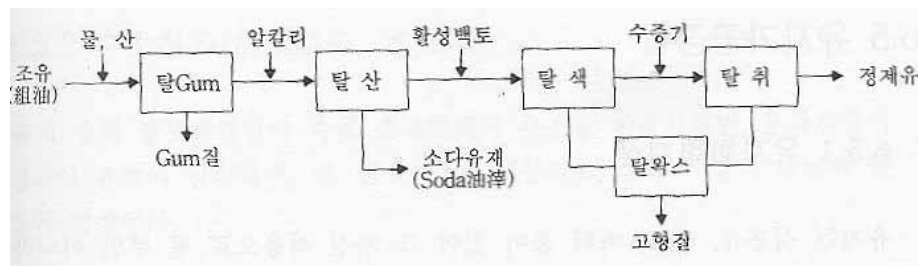 물, 산
알칼리
활성백토
수증기
조유
(組油)
탈Gum
탈 산
탈 색
탈 취
정제유
Gum질
소다유재
(Soda油滓)
탈왁스
고형질